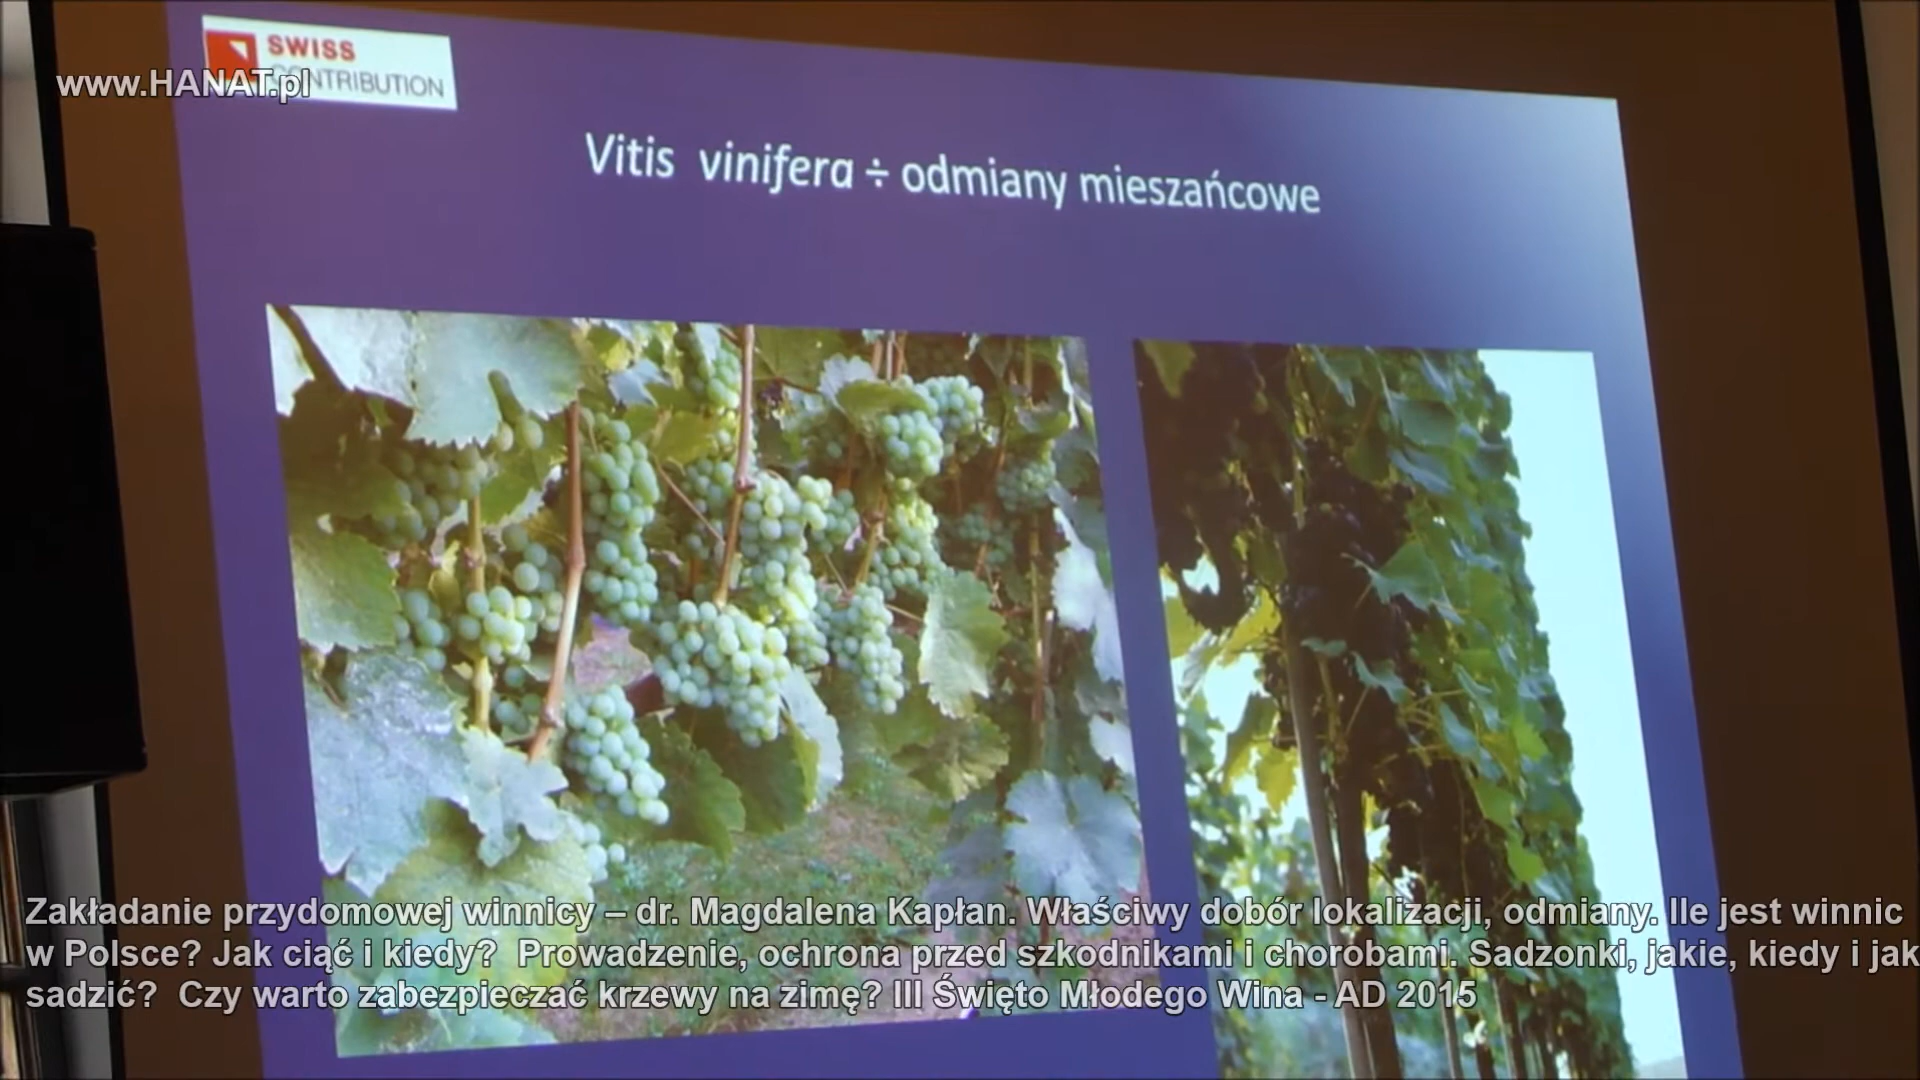 SWISS
CONTRIBUTION
www.HANAT.pl
Vitis vinifera ÷ odmiany mieszańcowe
Zakładanie przydomowej winnicy – dr. Magdalena Kapłan. Właściwy dobór lokalizacji, odmiany. Ile jest winnic
w Polsce? Jak ciąć i kiedy? Prowadzenie, ochrona przed szkodnikami i chorobami. Sadzonki, jakie, kiedy i jak
sadzić? Czy warto zabezpieczać krzewy na zimę? III Święto Młodego Wina - AD 2015